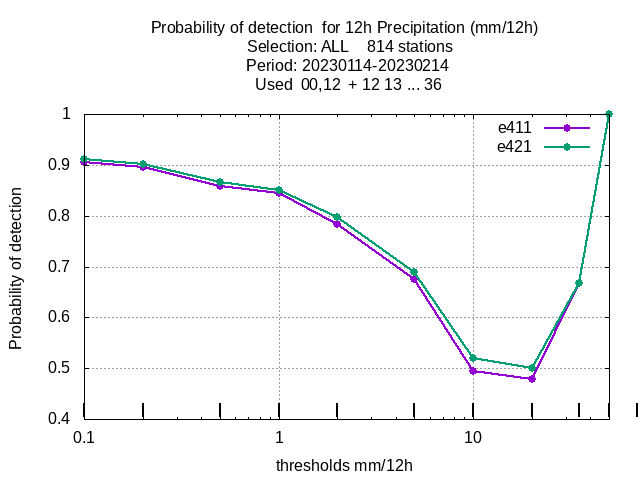 Probability of detection  for 12h Precipitation (mm/12h)
Selection: ALL    814 stations
Period: 20230114-20230214
Used  00,12  + 12 13 ... 36
e411
e421
Probability of detection
1
0.9
0.8
0.7
0.6
0.5
0.4
0.1
1
10
thresholds mm/12h